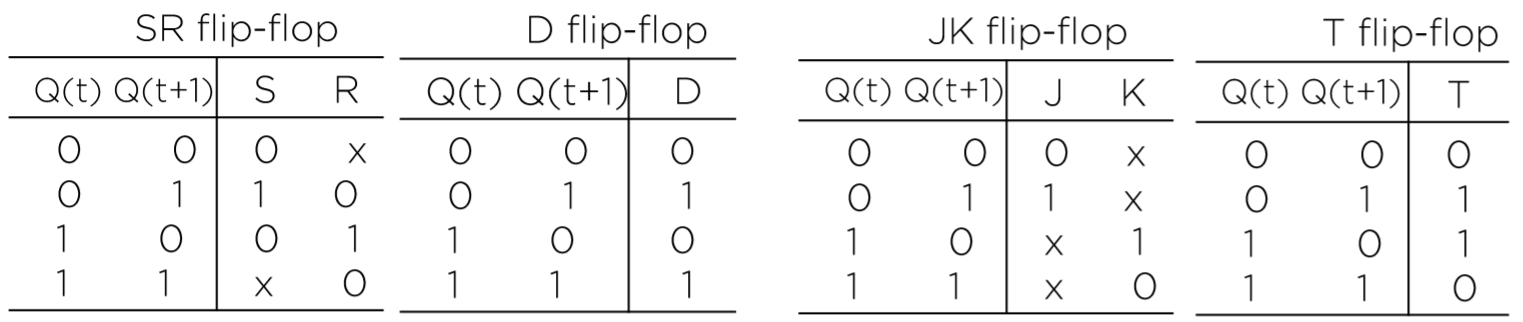 SR flip-flop D flip-flop JK flip-flop T flip-flop
Q(t) Q(t+1) S R Q(t) Q(t+1) D Q(t) Q(t+1) J K Q(t) Q(t+1) T
0 0 0 x 0 0 0 0 0 0 x 0 0 0
0 1 1 0 0 1 1 0 1 1 x 0 1 1
1 0 0 1 1 0 0 1 0 x 1 1 0 1
1 1 x 0 1 1 1 1 1 x 0 1 1 0